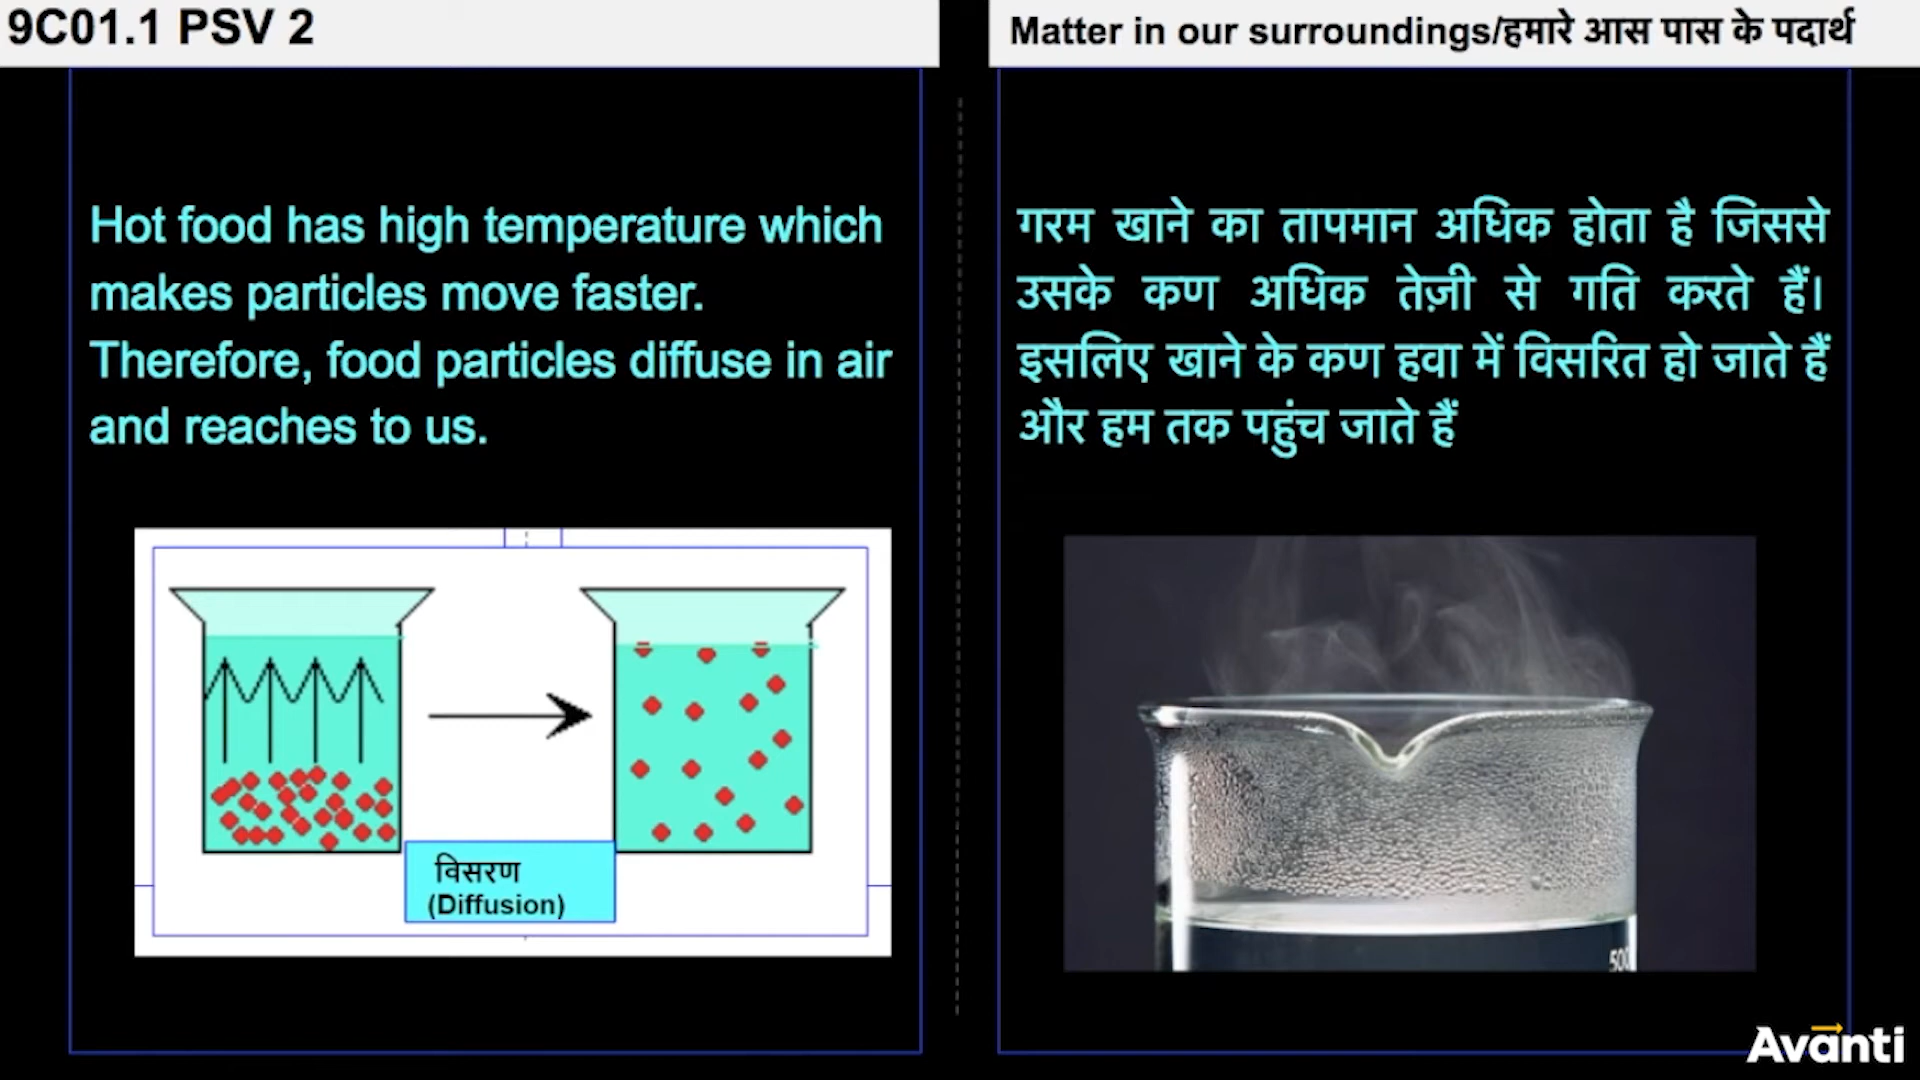 9C01.1 PSV 2
Matter in our surroundings/हमारे आस पास के पदार्थ
Hot food has high temperature which
makes particles move faster.
Therefore, food particles diffuse in air
and reaches to us.
गरम खाने का तापमान अधिक होता है जिससे
उसके कण अधिक तेज़ी से गति करते हैं।
इसलिए खाने के कण हवा में विसरित हो जाते हैं
और हम तक पहुंच जाते हैं
विसरण
(Diffusion)
500
Avanti